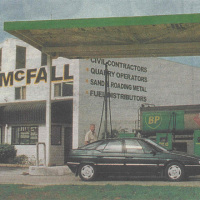 McFALL
• CIVIL CONTRACTORS
• QUARRY OPERATORS
• SAND & ROADING METAL
• FUEL DISTRIBUTORS
BP